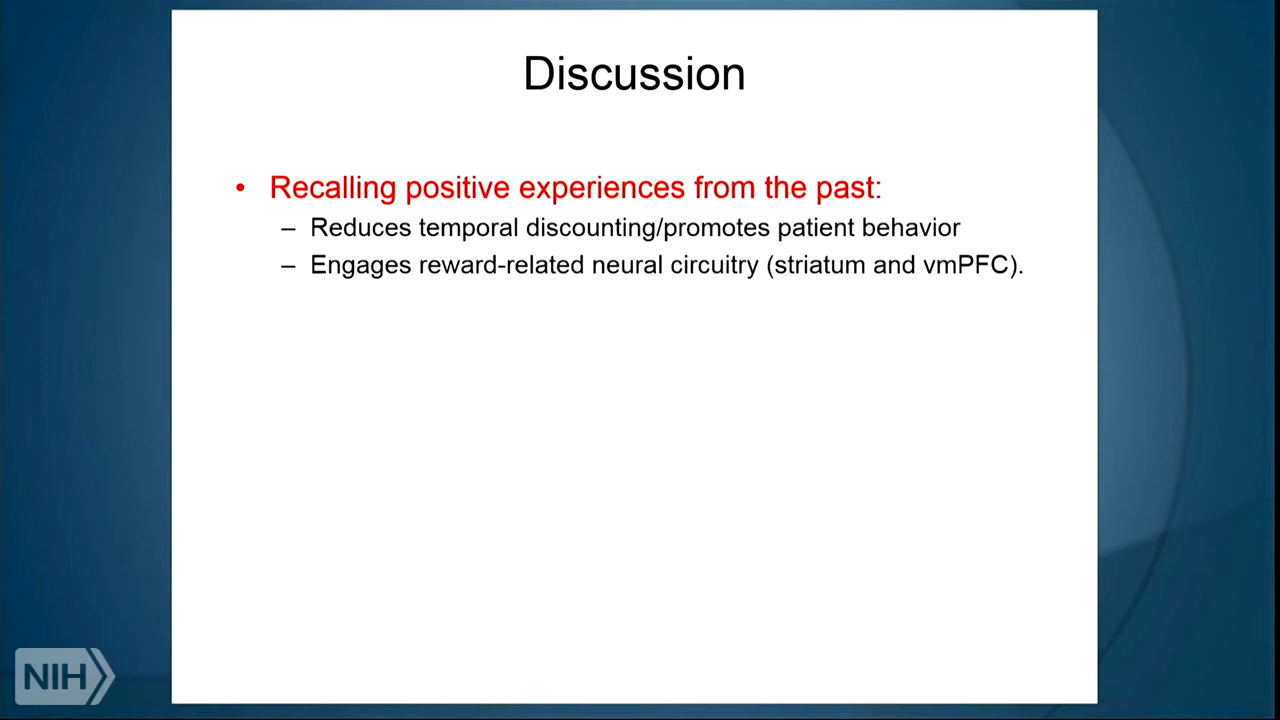 Discussion
• Recalling positive experiences from the past:
– Reduces temporal discounting/promotes patient behavior
– Engages reward-related neural circuitry (striatum and vmPFC).
NIH